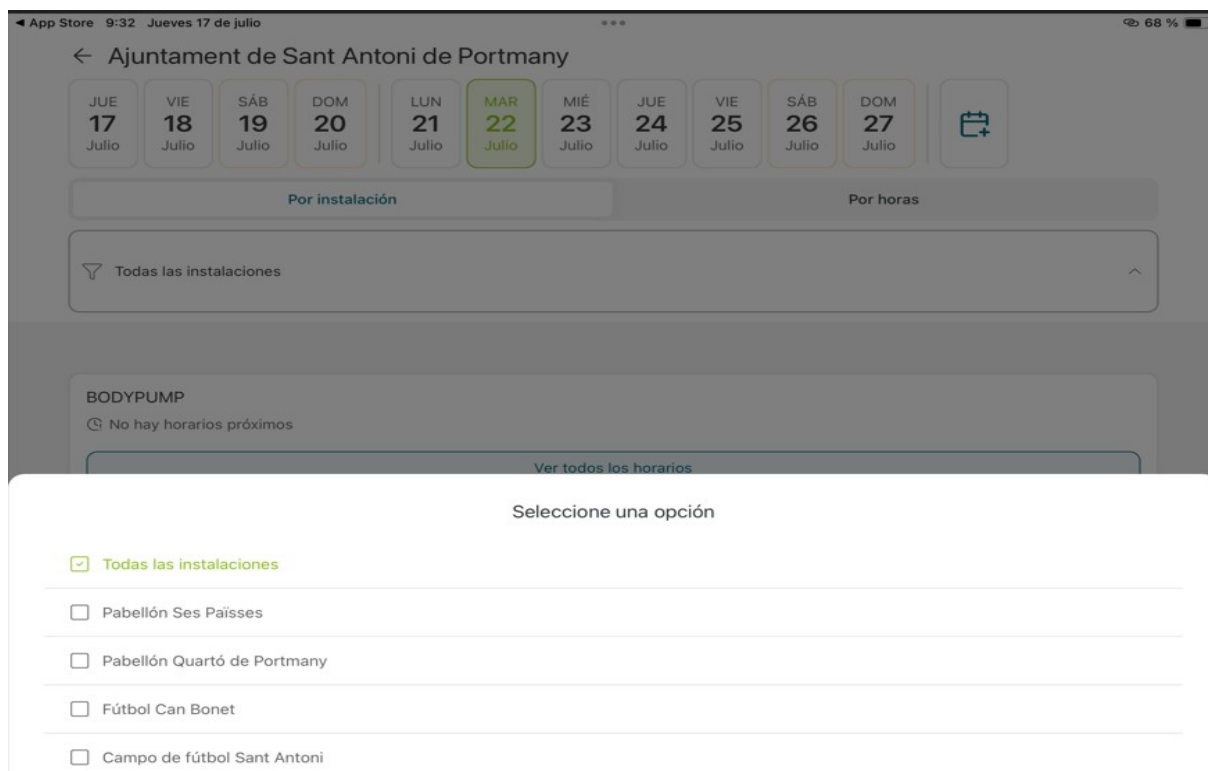 App Store 9:32 Jueves 17 de julio 68 %
Ajuntament de Sant Antoni de Portmany
JUE VIE SÁB DOM LUN MAR MIÉ JUE VIE SÁB DOM
17 18 19 20 21 22 23 24 25 26 27
Julio Julio Julio Julio Julio Julio Julio Julio Julio Julio Julio
Por instalación Por horas
Todas las instalaciones
BODYPUMP
No hay horarios próximos
Ver todos los horarios
Seleccione una opción
Todas las instalaciones
Pabellón Ses Païsses
Pabellón Quartó de Portmany
Fútbol Can Bonet
Campo de fútbol Sant Antoni